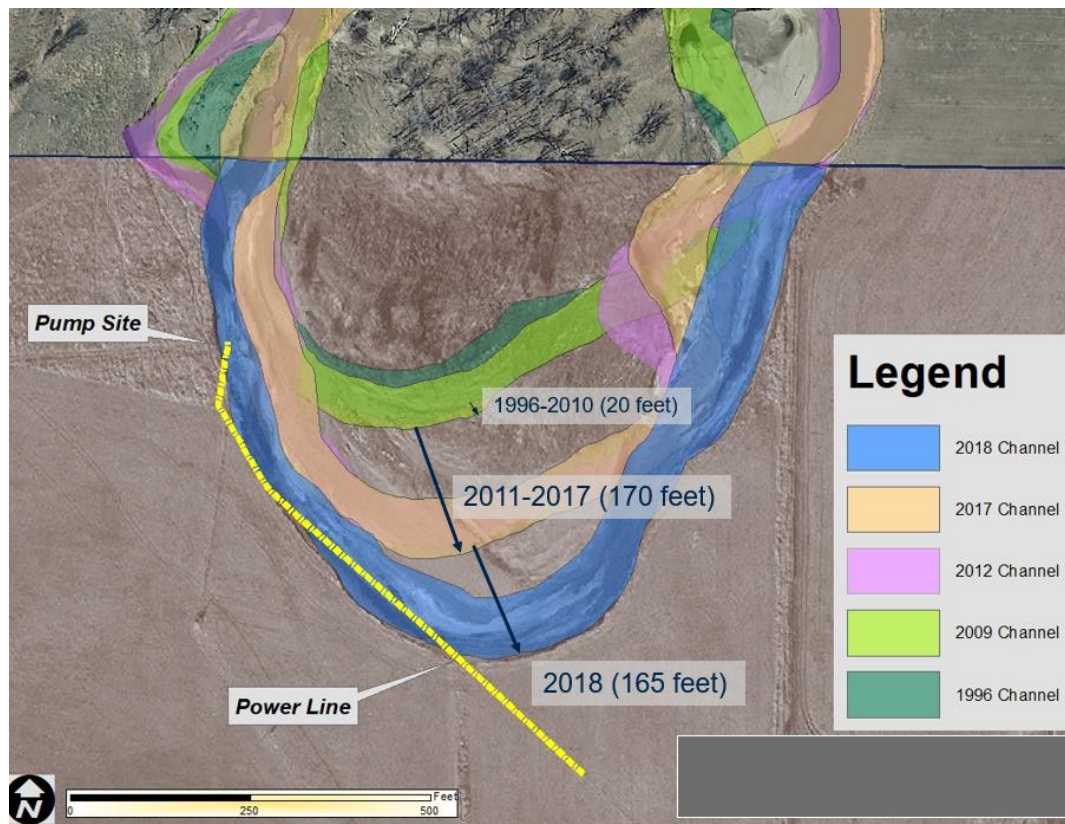 Pump Site
1996-2010 (20 feet)
2011-2017 (170 feet)
2018 (165 feet)
Power Line
Legend
2018 Channel
2017 Channel
2012 Channel
2009 Channel
1996 Channel
N
Feet
0 250 500